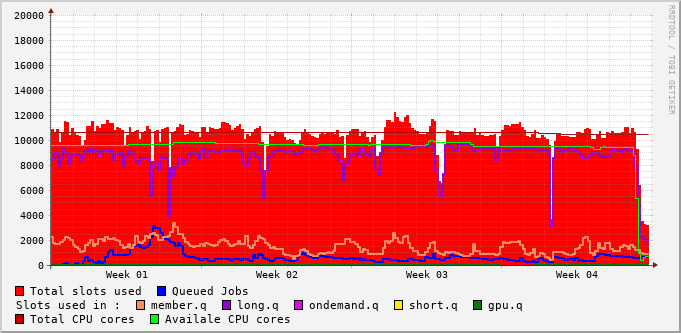 RRDTOOL / TOBI OETIKER
20000
18000
16000
14000
12000
10000
8000
6000
4000
2000
0
Week 01 Week 02 Week 03 Week 04
Total slots used Queued Jobs
Slots used in : member.q long.q ondemand.q short.q gpu.q
Total CPU cores Availale CPU cores